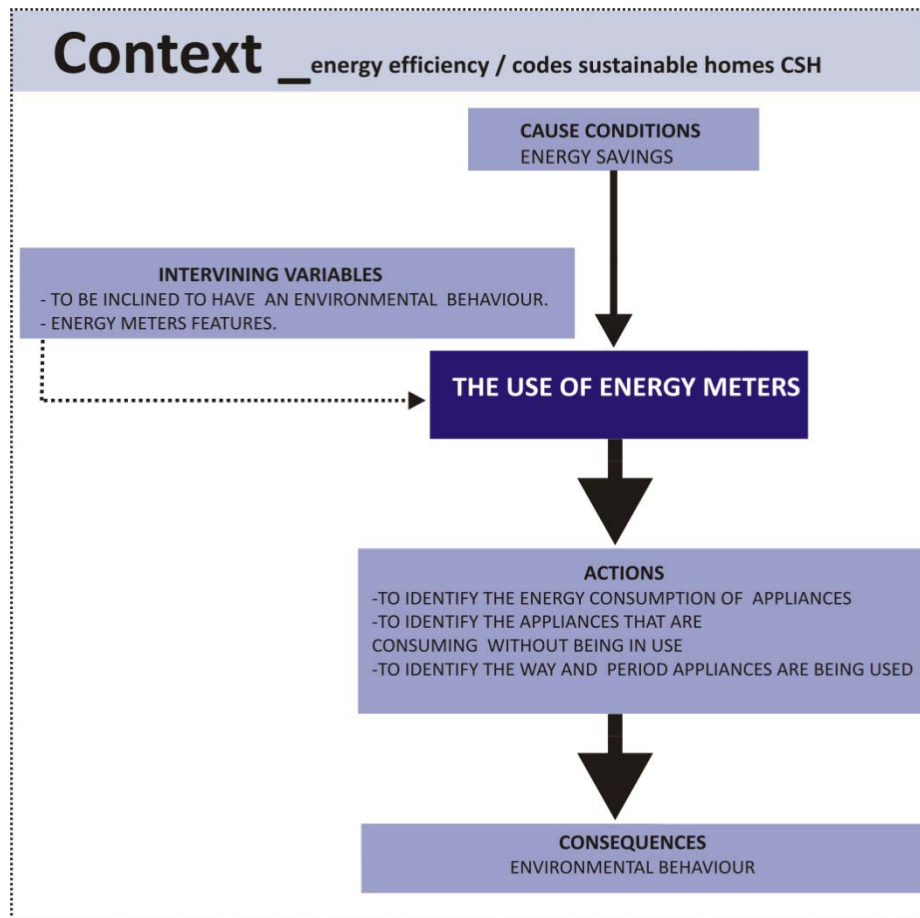 Context _energy efficiency / codes sustainable homes CSH
CAUSE CONDITIONS
ENERGY SAVINGS
INTERVINING VARIABLES
- TO BE INCLINED TO HAVE AN ENVIRONMENTAL BEHAVIOUR.
- ENERGY METERS FEATURES.
THE USE OF ENERGY METERS
ACTIONS
-TO IDENTIFY THE ENERGY CONSUMPTION OF APPLIANCES
-TO IDENTIFY THE APPLIANCES THAT ARE
CONSUMING WITHOUT BEING IN USE
-TO IDENTIFY THE WAY AND PERIOD APPLIANCES ARE BEING USED
CONSEQUENCES
ENVIRONMENTAL BEHAVIOUR